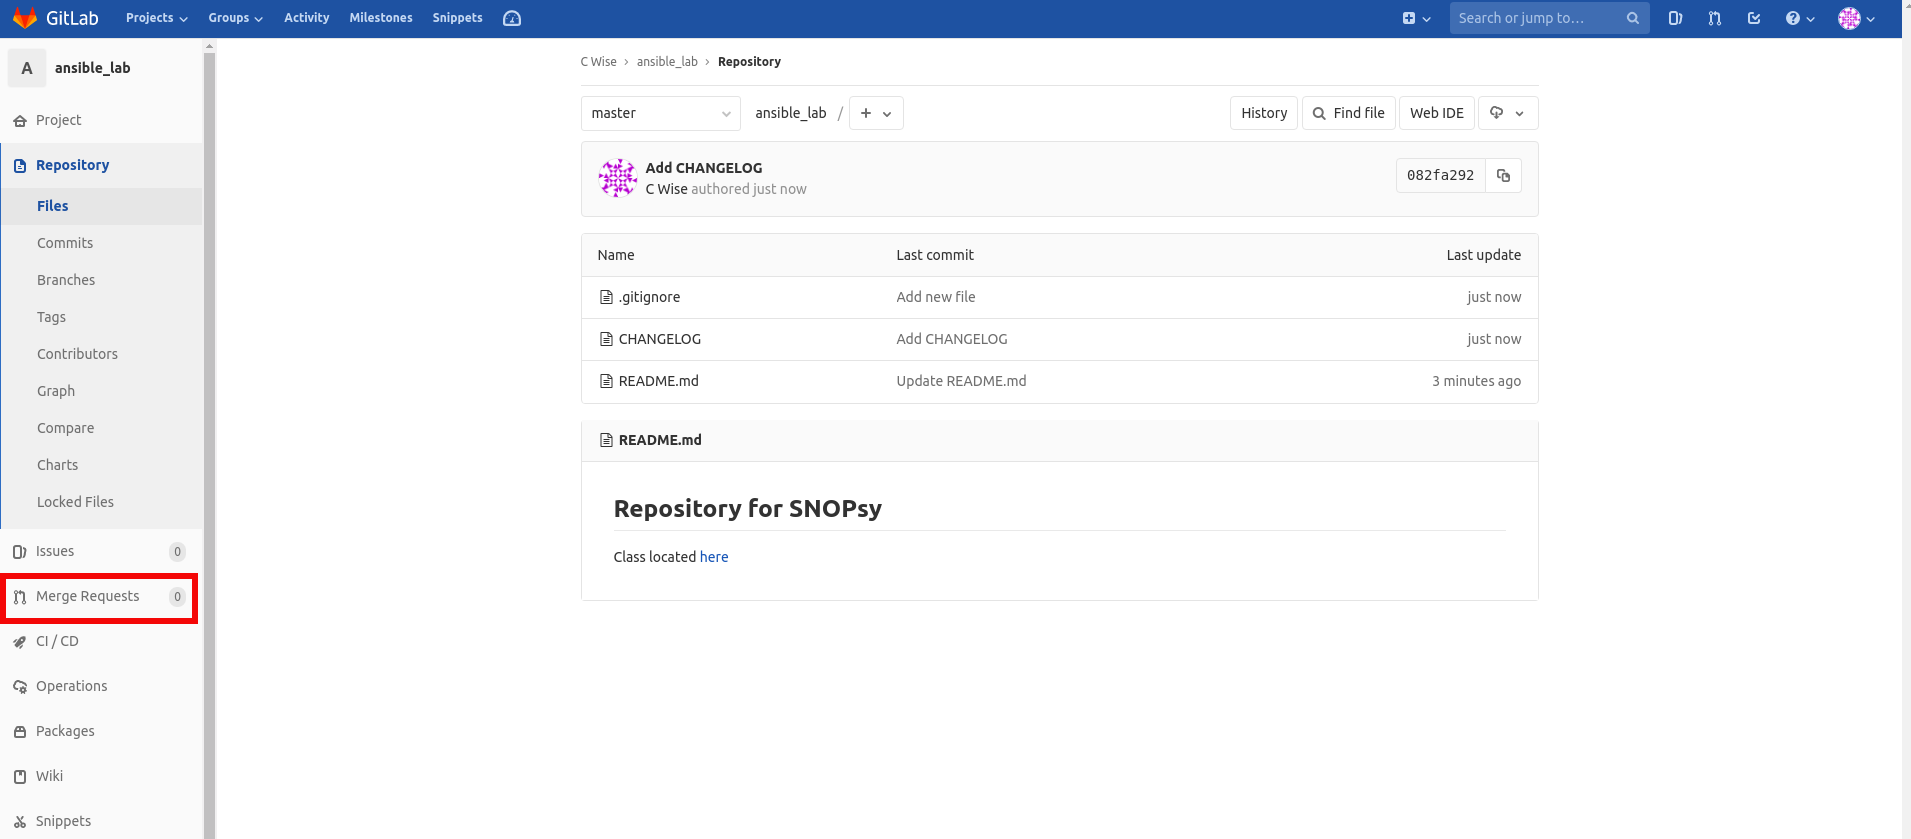 GitLab Projects Groups Activity Milestones Snippets Search or jump to…
A ansible_lab
Project
Repository
Files
Commits
Branches
Tags
Contributors
Graph
Compare
Charts
Locked Files
Issues 0
Merge Requests 0
CI / CD
Operations
Packages
Wiki
Snippets
C Wise › ansible_lab › Repository
master ansible_lab / + History Find file Web IDE
Add CHANGELOG
C Wise authored just now
082fa292
Name Last commit Last update
.gitignore Add new file just now
CHANGELOG Add CHANGELOG just now
README.md Update README.md 3 minutes ago
README.md
Repository for SNOPsy
Class located here